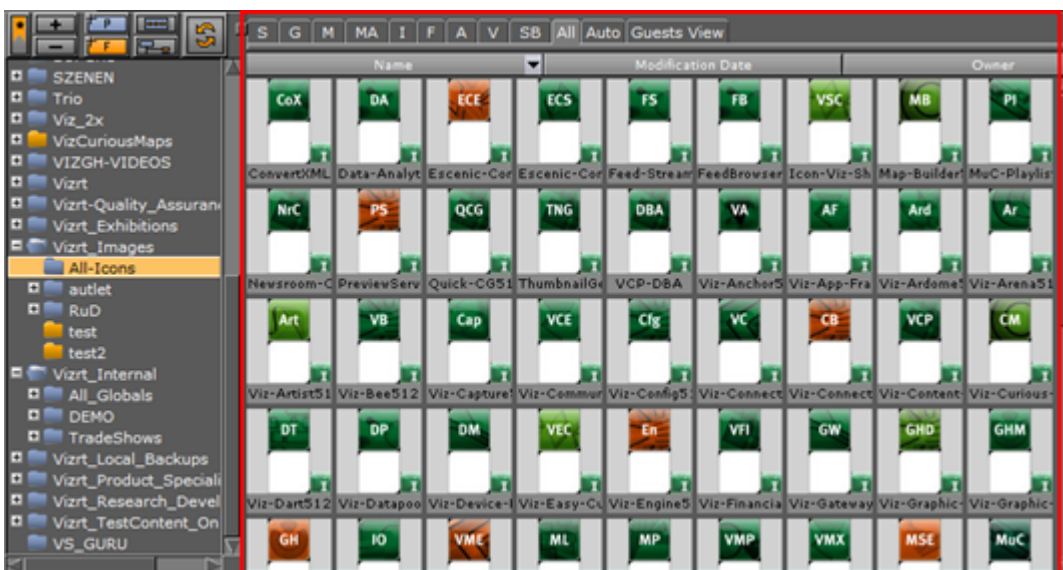 P
F
S G M MA I F A V SB All Auto Guests View
Name Modification Date Owner
SZENEN
Trio
Viz_2x
VizCuriousMaps
VIZGH-VIDEOS
Vizrt
Vizrt-Quality_Assuran
Vizrt_Exhibitions
Vizrt_Images
All-Icons
autlet
RuD
test
test2
Vizrt_Internal
All_Globals
DEMO
TradeShows
Vizrt_Local_Backups
Vizrt_Product_Speciali
Vizrt_Research_Devel
Vizrt_TestContent_On
VS_GURU
CoX DA ECE ECS FS FB VSC MB PI
I I I I I I I I I
ConvertXML Data-Analyt Escenic-Cor Escenic-Cor Feed-Stream FeedBrowser Icon-Viz-Sh Map-Builder MuC-Playlis
NrC PS QCG TNG DBA VA AF Ard Ar
I I I I I I I I I
Newsroom-C PreviewServ Quick-CG51 ThumbnailGe VCP-DBA Viz-Anchor5 Viz-App-Fra Viz-Ardome5 Viz-Arena51
Art VB Cap VCE Cfg VC CB VCP CM
I I I I I I I I I
Viz-Artist51 Viz-Bee512 Viz-Capture Viz-Commun Viz-Config5 Viz-Connect Viz-Connect Viz-Content- Viz-Curious-
DT DP DM VEC En VFI GW GHD GHM
I I I I I I I I I
Viz-Dart512 Viz-Datapoo Viz-Device- Viz-Easy-Cu Viz-Engine5 Viz-Financia Viz-Gateway Viz-Graphic- Viz-Graphic-
GH IO VME ML MP VMP VMX MSE MuC